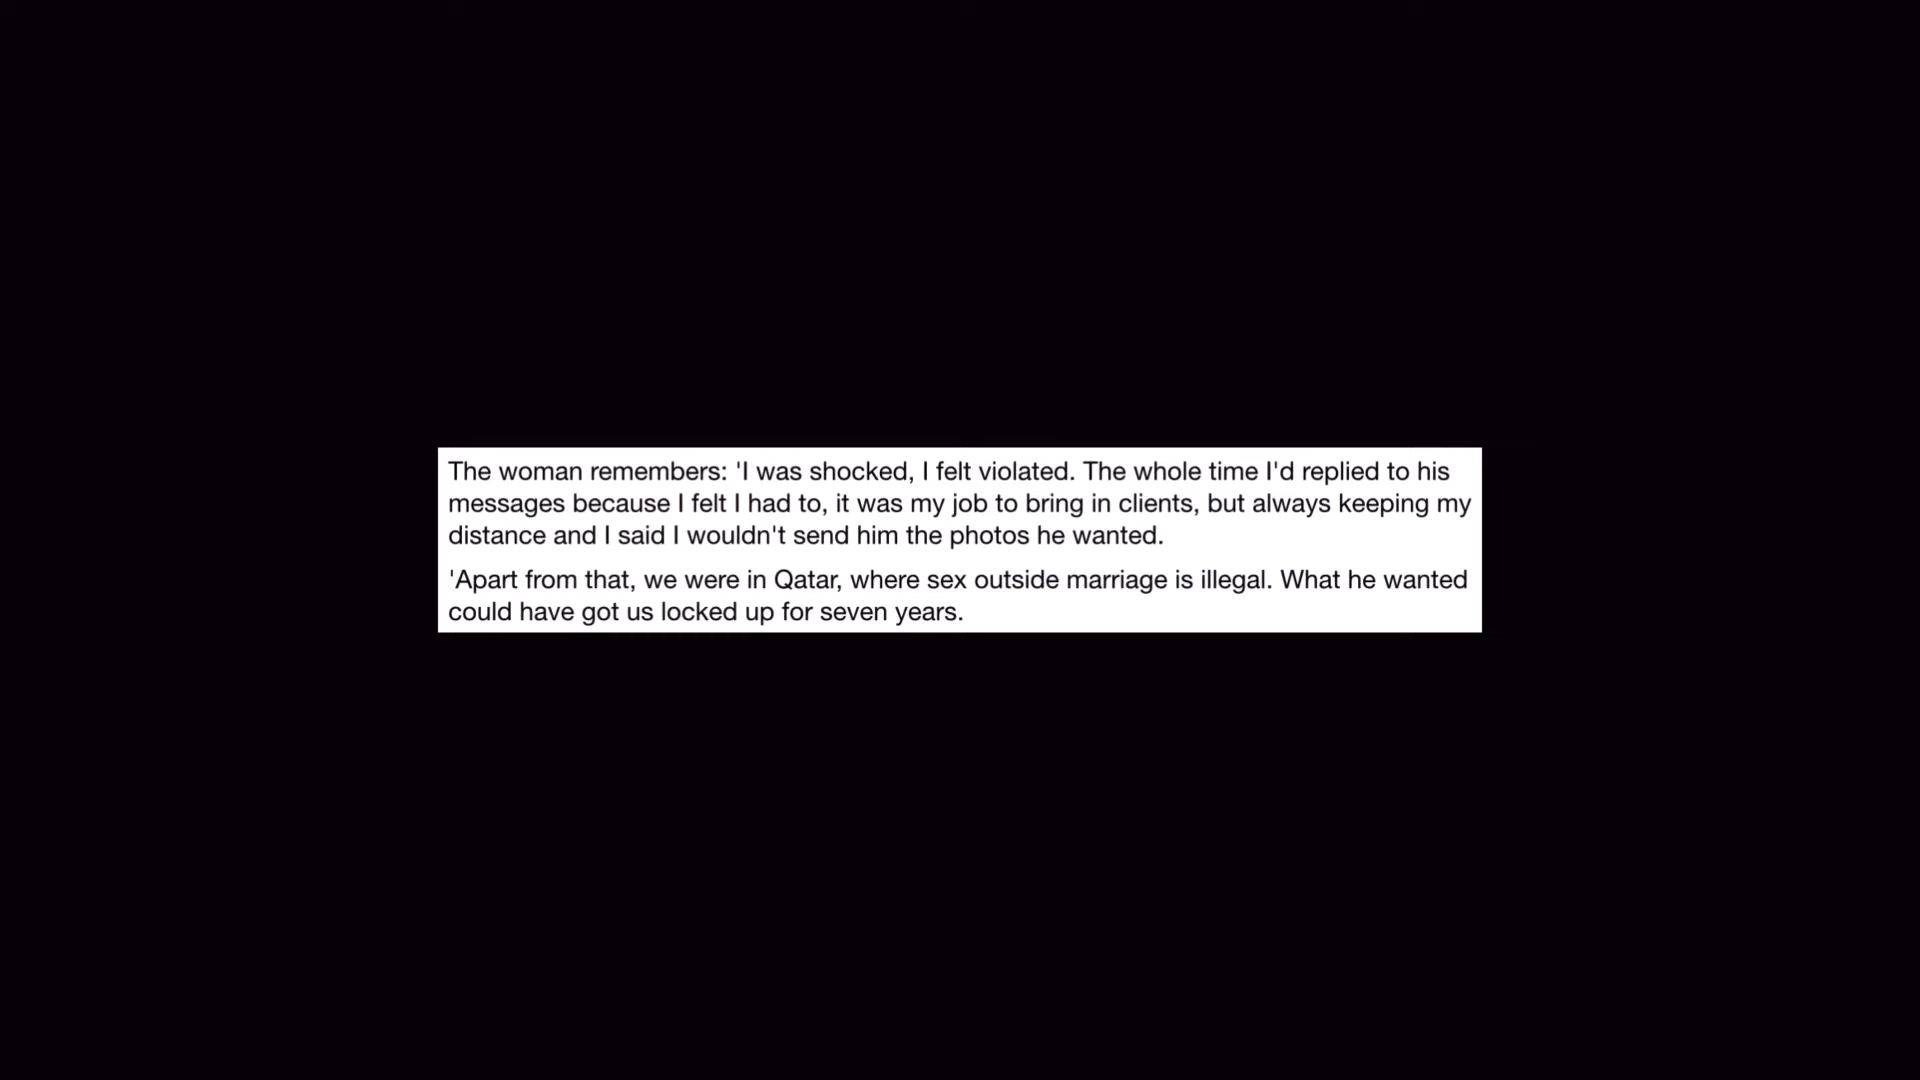 The woman remembers: 'I was shocked, I felt violated. The whole time I'd replied to his
messages because I felt I had to, it was my job to bring in clients, but always keeping my
distance and I said I wouldn't send him the photos he wanted.
'Apart from that, we were in Qatar, where sex outside marriage is illegal. What he wanted
could have got us locked up for seven years.